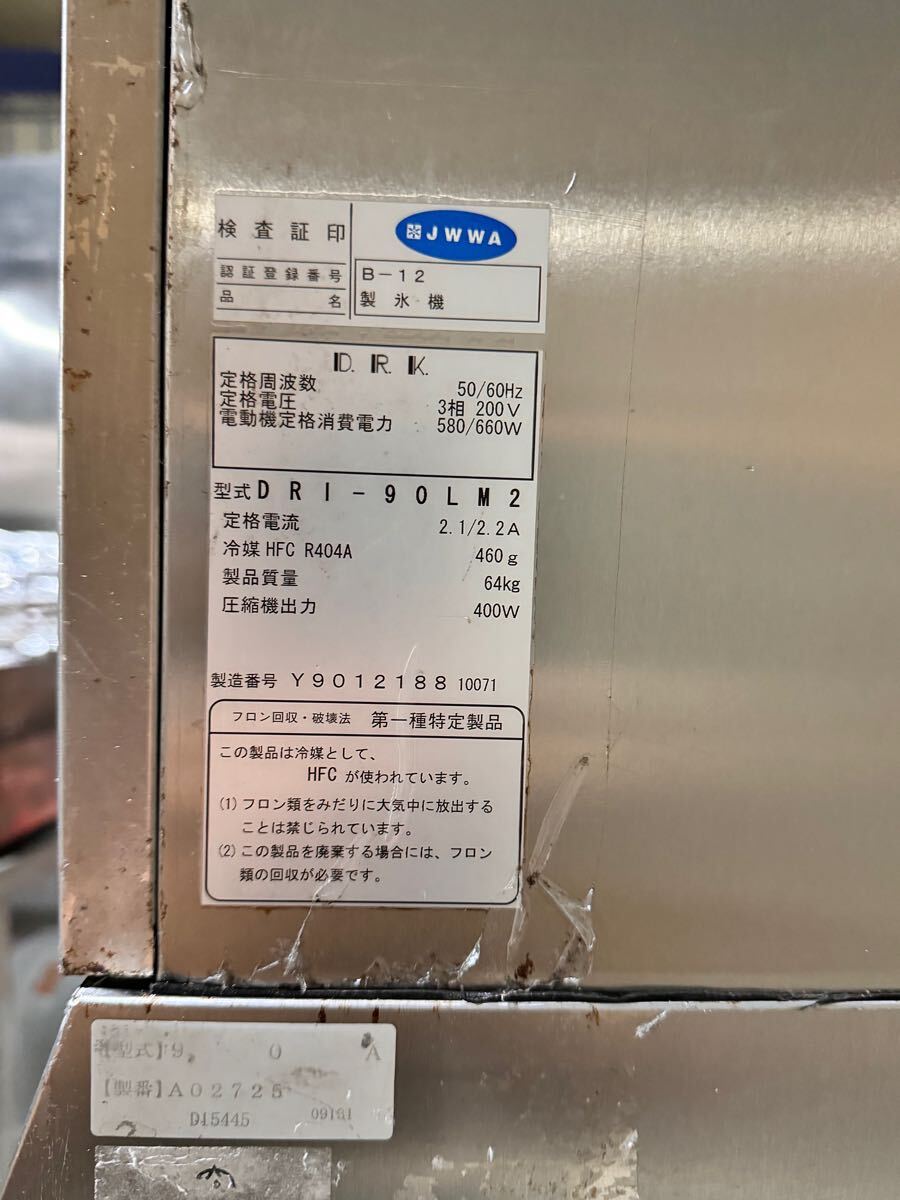 検査証印
JWWA
認証登録番号 B-12
品名 製氷機
D.R.K.
定格周波数 50/60Hz
定格電圧 3相 200V
電動機定格消費電力 580/660W
型式 DRI-90LM2
定格電流 2.1/2.2A
冷媒 HFC R404A 460g
製品質量 64kg
圧縮機出力 400W
製造番号 Y9012188 10071
フロン回収・破壊法 第一種特定製品
この製品は冷媒として、
HFC が使われています。
(1) フロン類をみだりに大気中に放出する
ことは禁じられています。
(2) この製品を廃棄する場合には、フロン
類の回収が必要です。
型式】9 0 A
【製番】A02725
D15445 09181